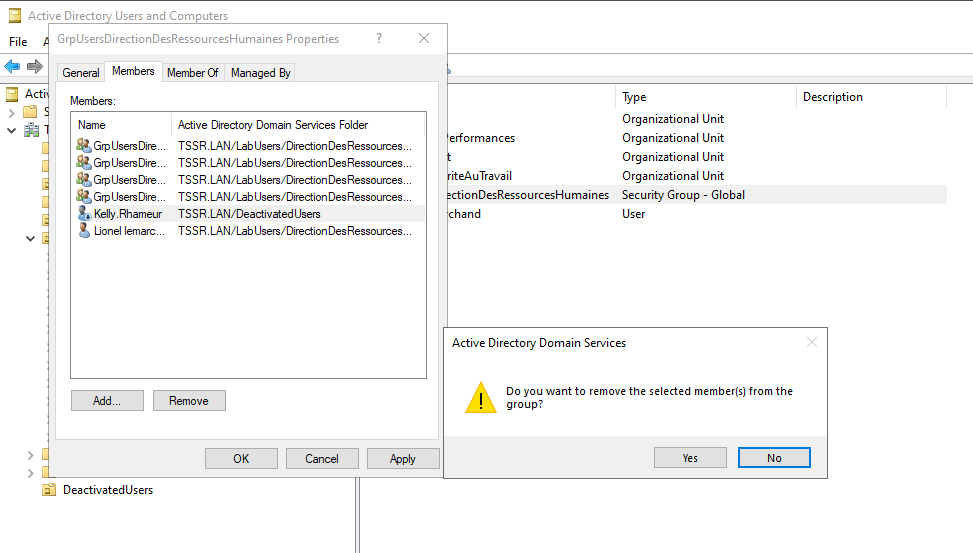 Active Directory Users and Computers
File
GrpUsersDirectionDesRessourcesHumaines Properties
?
General
Members
Member Of
Managed By
Members:
Name
Active Directory Domain Services Folder
GrpUsersDire...
TSSR.LAN/LabUsers/DirectionDesRessources...
GrpUsersDire...
TSSR.LAN/LabUsers/DirectionDesRessources...
GrpUsersDire...
TSSR.LAN/LabUsers/DirectionDesRessources...
GrpUsersDire...
TSSR.LAN/LabUsers/DirectionDesRessources...
Kelly.Rhameur
TSSR.LAN/DeactivatedUsers
Lionel lemarc...
TSSR.LAN/LabUsers/DirectionDesRessources...
Add...
Remove
OK
Cancel
Apply
Activ
DeactivatedUsers
Type
Description
Organizational Unit
erformances
Organizational Unit
t
Organizational Unit
riteAuTravail
Organizational Unit
ectionDesRessourcesHumaines
Security Group - Global
rchand
User
Active Directory Domain Services
Do you want to remove the selected member(s) from the
group?
Yes
No